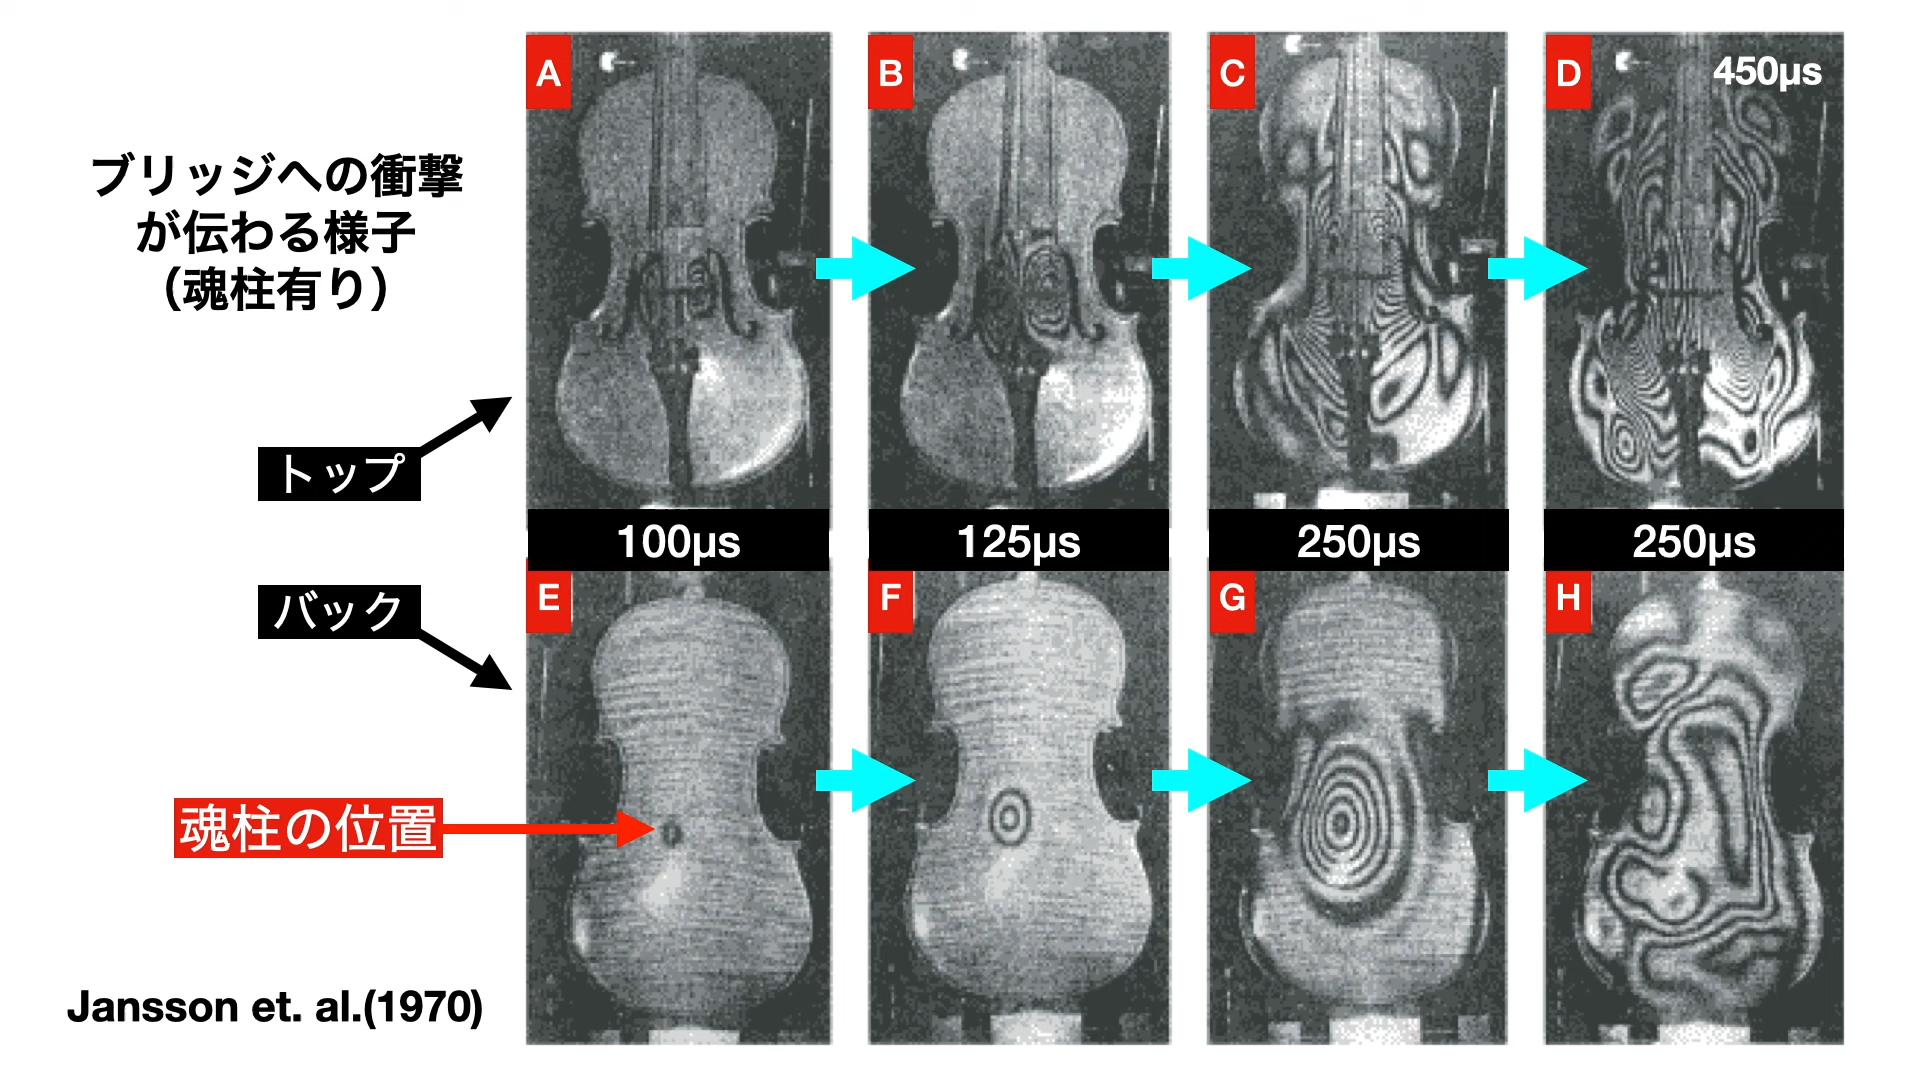 ブリッジへの衝撃
が伝わる様子
（魂柱有り）
トップ
バック
魂柱の位置
Jansson et. al.(1970)
A
B
C
D
450μs
100μs
125μs
250μs
250μs
E
F
G
H